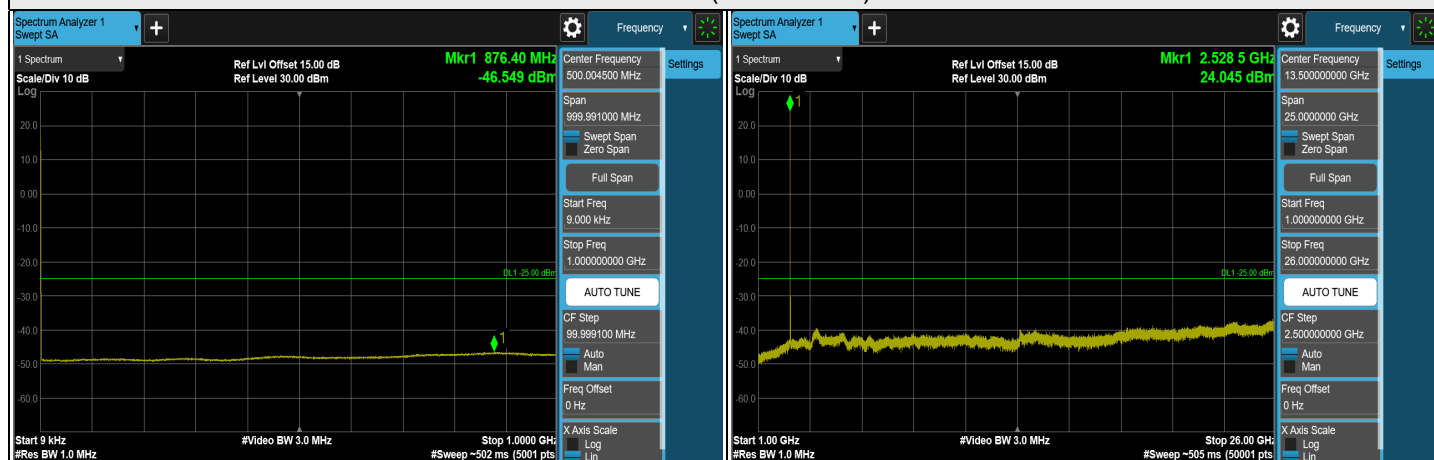 Spectrum Analyzer 1
Swept SA
+
Frequency
1 Spectrum
Scale/Div 10 dB
Log
Ref Lvl Offset 15.00 dB
Ref Level 30.00 dBm
Mkr1 876.40 MHz
-46.549 dBm
20.0
10.0
0.00
-10.0
-20.0
-30.0
-40.0
-50.0
-60.0
DL1 -25.00 dBm
1
Start 9 kHz
#Res BW 1.0 MHz
#Video BW 3.0 MHz
Stop 1.0000 GHz
#Sweep ~502 ms (5001 pts
Center Frequency
500.004500 MHz
Settings
Span
999.991000 MHz
Swept Span
Zero Span
Full Span
Start Freq
9.000 kHz
Stop Freq
1.000000000 GHz
AUTO TUNE
CF Step
99.999100 MHz
Auto
Man
Freq Offset
0 Hz
X Axis Scale
Log
Lin
Spectrum Analyzer 1
Swept SA
+
Frequency
1 Spectrum
Scale/Div 10 dB
Log
Ref Lvl Offset 15.00 dB
Ref Level 30.00 dBm
Mkr1 2.528 5 GHz
24.045 dBm
1
20.0
10.0
0.00
-10.0
-20.0
-30.0
-40.0
-50.0
-60.0
DL1 -25.00 dBm
Start 1.00 GHz
#Res BW 1.0 MHz
#Video BW 3.0 MHz
Stop 26.00 GHz
#Sweep ~505 ms (50001 pts
Center Frequency
13.50000000 GHz
Settings
Span
25.0000000 GHz
Swept Span
Zero Span
Full Span
Start Freq
1.000000000 GHz
Stop Freq
26.000000000 GHz
AUTO TUNE
CF Step
2.500000000 GHz
Auto
Man
Freq Offset
0 Hz
X Axis Scale
Log
Lin